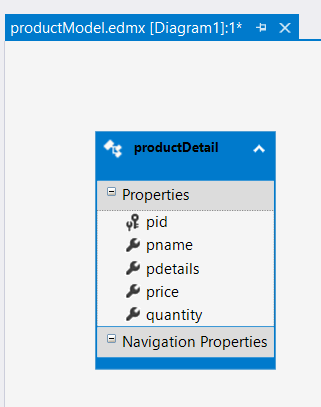 productModel.edmx [Diagram1]:1*
productDetail
Properties
pid
pname
pdetails
price
quantity
Navigation Properties